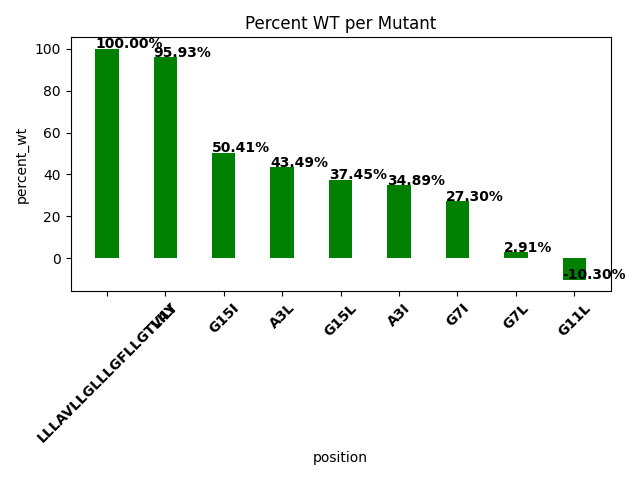 Percent WT per Mutant
100.00%
95.93%
50.41%
43.49%
37.45%
34.89%
27.30%
2.91%
-10.30%
100
80
60
40
20
0
percent_wt
G15I
A3L
G15L
A3I
G7I
G7L
G11L
position